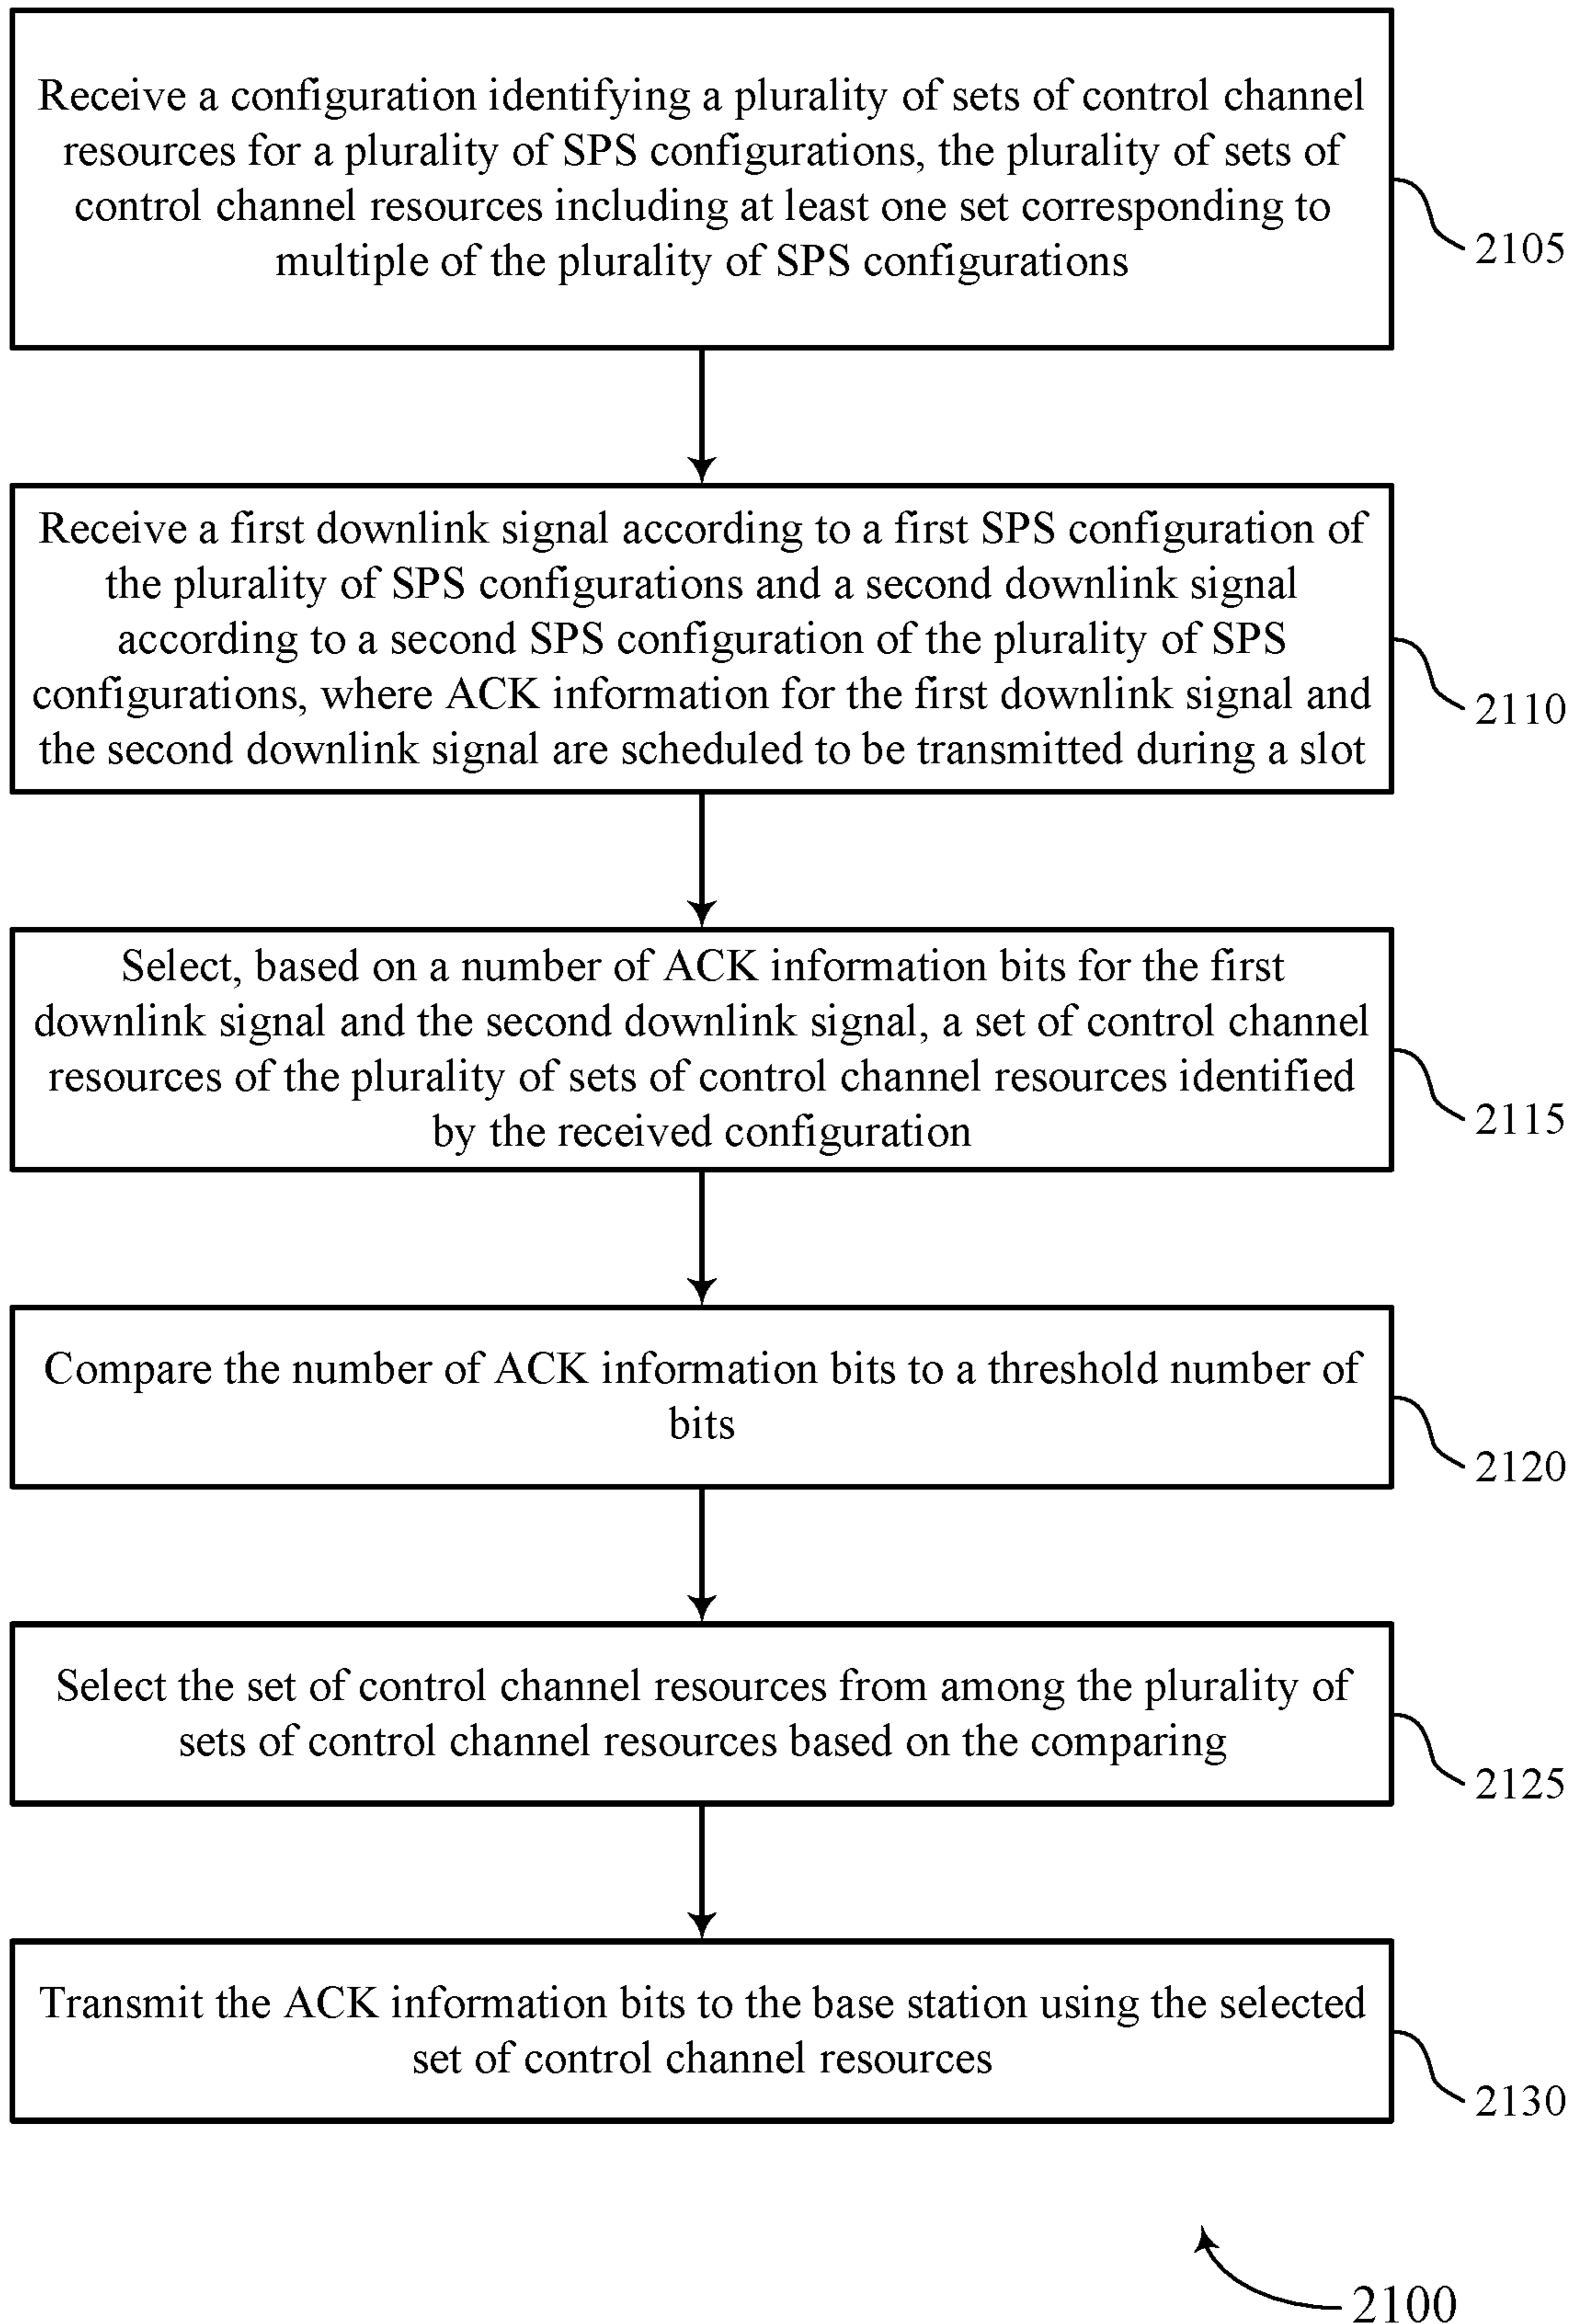 Receive a configuration identifying a plurality of sets of control channel
resources for a plurality of SPS configurations, the plurality of sets of
control channel resources including at least one set corresponding to
multiple of the plurality of SPS configurations
2105
Receive a first downlink signal according to a first SPS configuration of
the plurality of SPS configurations and a second downlink signal
according to a second SPS configuration of the plurality of SPS
configurations, where ACK information for the first downlink signal and
the second downlink signal are scheduled to be transmitted during a slot
2110
Select, based on a number of ACK information bits for the first
downlink signal and the second downlink signal, a set of control channel
resources of the plurality of sets of control channel resources identified
by the received configuration
2115
Compare the number of ACK information bits to a threshold number of
bits
2120
Select the set of control channel resources from among the plurality of
sets of control channel resources based on the comparing
2125
Transmit the ACK information bits to the base station using the selected
set of control channel resources
2130
2100